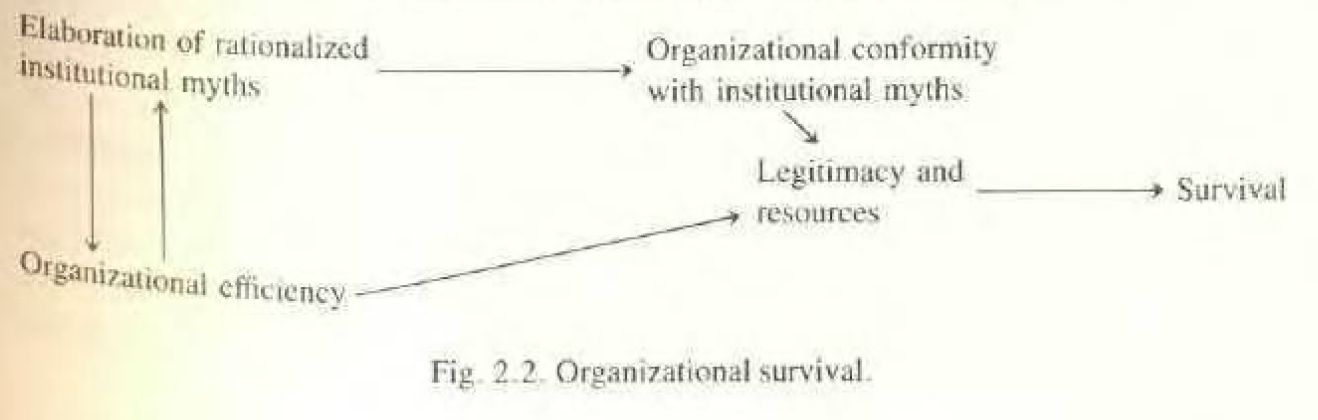 Elaboration of rationalized
institutional myths
Organizational conformity
with institutional myths
Legitimacy and
resources
Survival
Organizational efficiency
Fig. 2.2. Organizational survival.